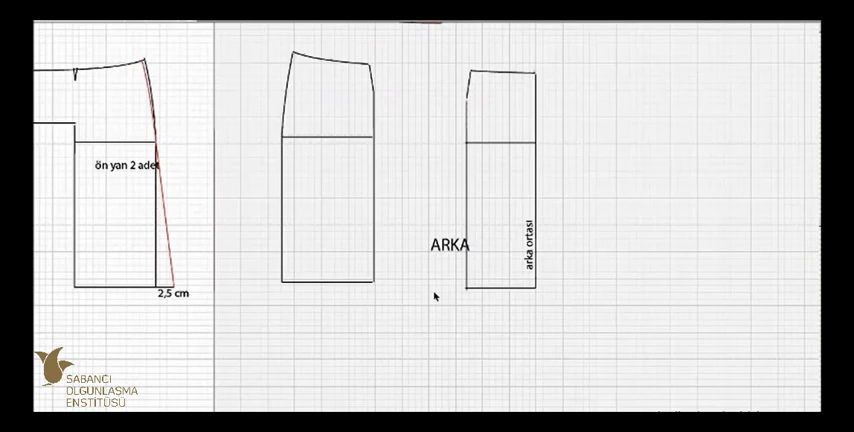 ön yan 2 adet
ARKA
arka ortası
2,5 cm
SABANCI
OLGUNLAŞMA
ENSTİTÜSÜ